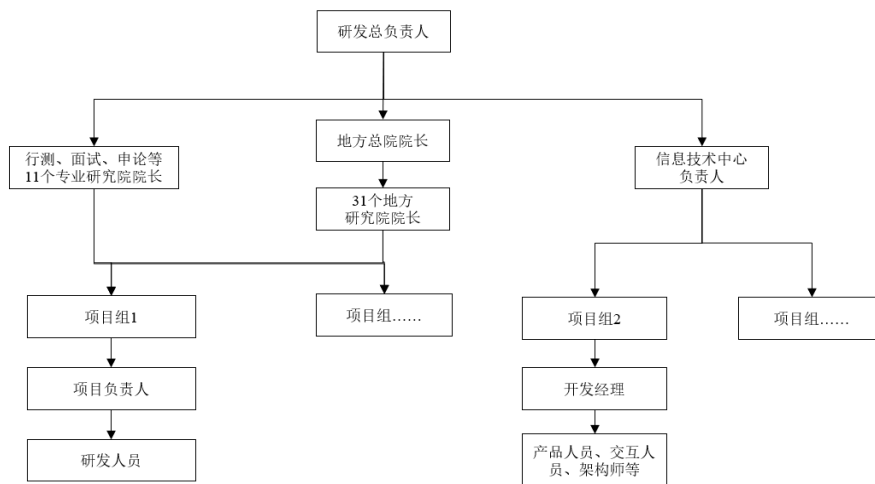 研发总负责人
地方总院院长
行测、面试、申论等
11个专业研究院院长
信息技术中心
负责人
31个地方
研究院院长
项目组1
项目组……
项目组2
项目组……
项目负责人
开发经理
研发人员
产品人员、交互人
员、架构师等